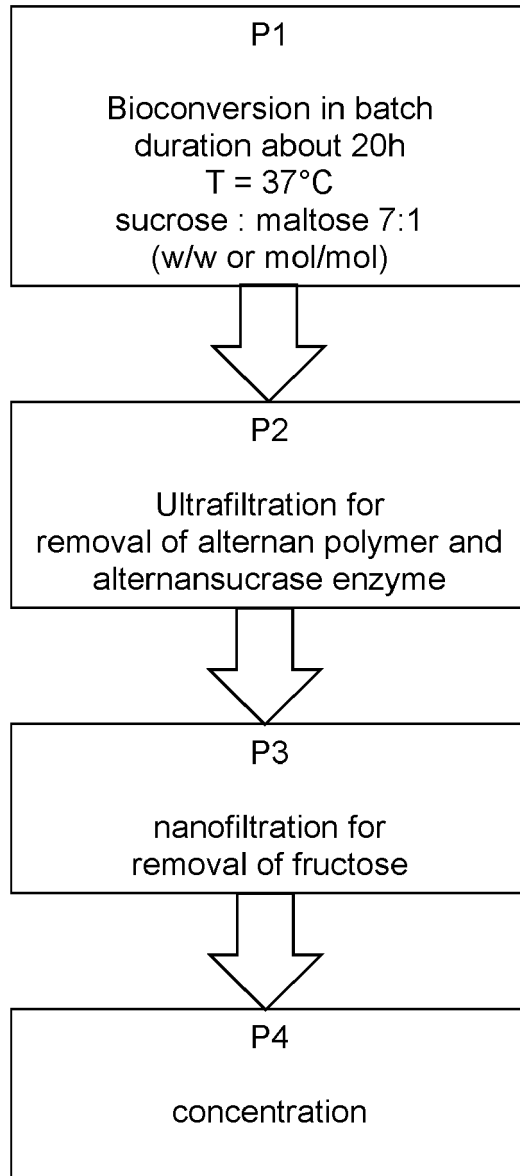 P1
Bioconversion in batch
duration about 20h
T = 37°C
sucrose : maltose 7:1
(w/w or mol/mol)
P2
Ultrafiltration for
removal of alternan polymer and
alternansucrase enzyme
P3
nanofiltration for
removal of fructose
P4
concentration